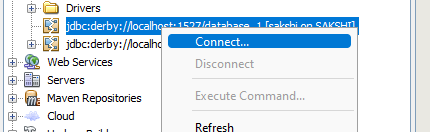 Drivers
jdbc:derby://localhost:1527/database_1 [sakshi on SAKSHI]
jdbc:derby://loca
Connect...
Web Services
Disconnect
Servers
Maven Repositories
Execute Command...
Cloud
Refresh